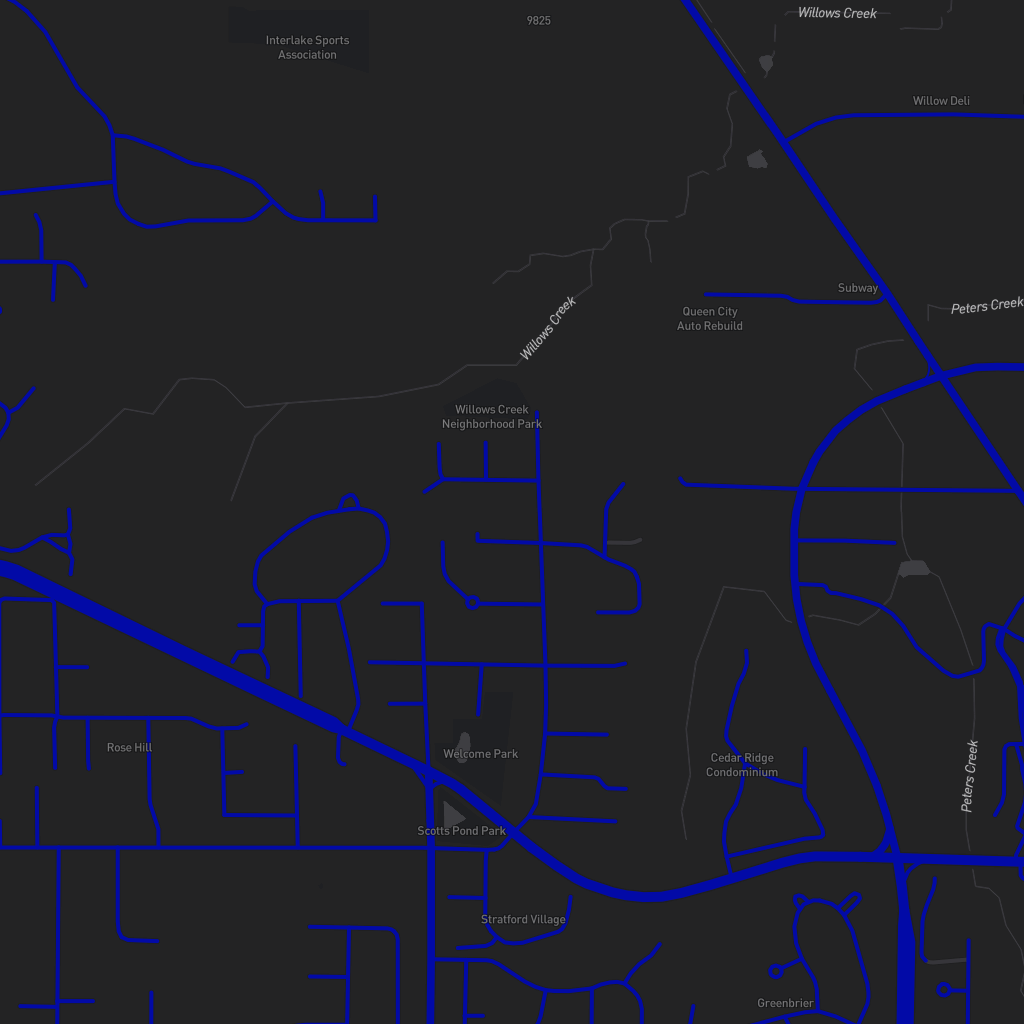 9825
Willows Creek
Interlake Sports
Association
Willow Deli
Subway
Peters Creek
Queen City
Auto Rebuild
Willows Creek
Willows Creek
Neighborhood Park
Rose Hill
Welcome Park
Cedar Ridge
Condominium
Peters Creek
Scotts Pond Park
Stratford Village
Greenbrier